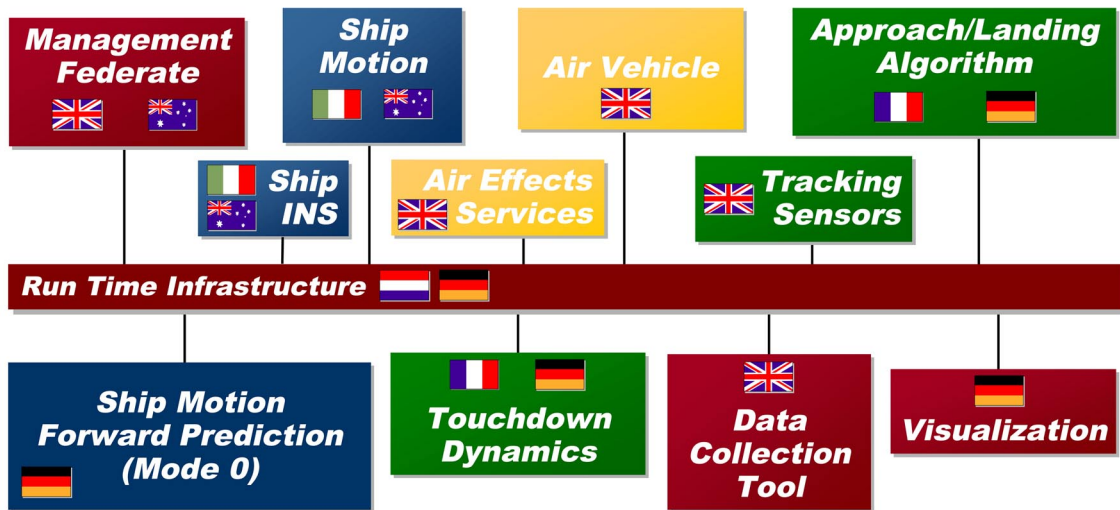 Management
Federate
Ship
Motion
Air Vehicle
Approach/Landing
Algorithm
Ship
INS
Air Effects
Services
Tracking
Sensors
Run Time Infrastructure
Ship Motion
Forward Prediction
(Mode 0)
Touchdown
Dynamics
Data
Collection
Tool
Visualization